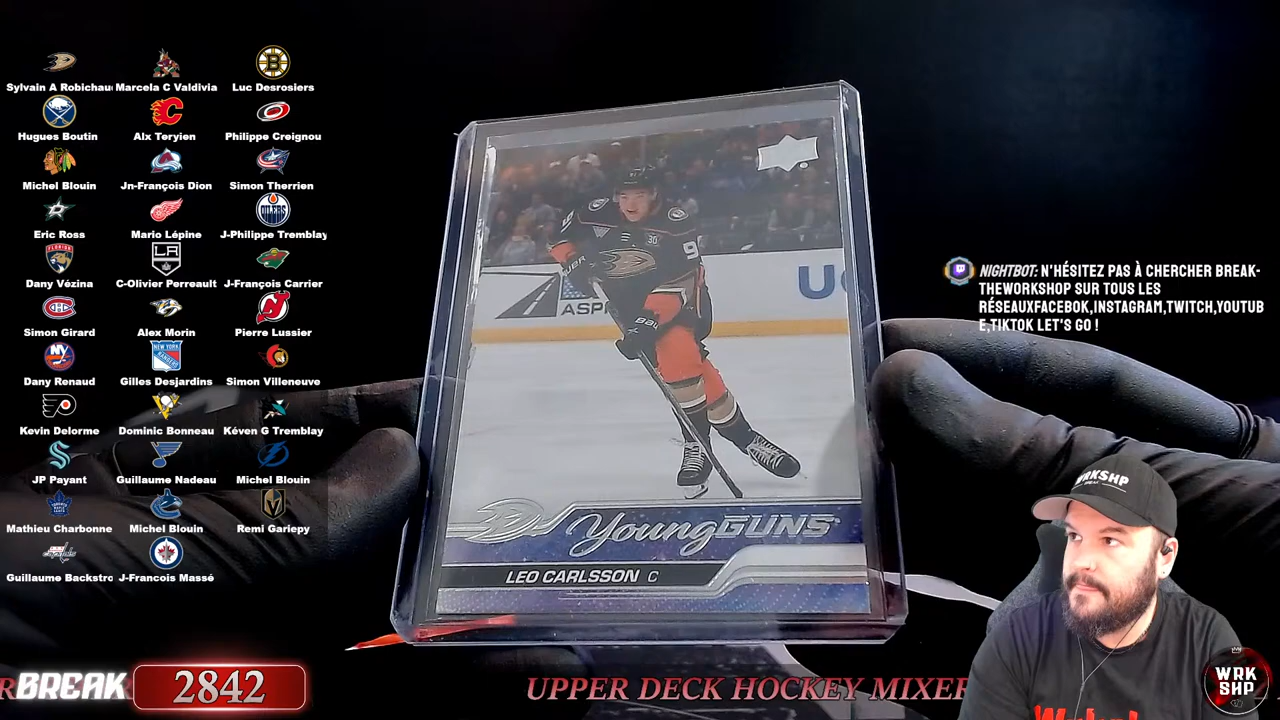 Sylvain A Robichau
Marcela C Valdivia
Luc Desrosiers
Hugues Boutin
Alx Teryien
Philippe Creignou
Michel Blouin
Jn-François Dion
Simon Therrien
Eric Ross
Mario Lépine
J-Philippe Tremblay
Dany Vézina
C-Olivier Perreault
J-François Carrier
Simon Girard
Alex Morin
Pierre Lussier
Dany Renaud
Gilles Desjardins
Simon Villeneuve
Kevin Delorme
Dominic Bonneau
Kéven G Tremblay
JP Payant
Guillaume Nadeau
Michel Blouin
Mathieu Charbonne
Michel Blouin
Remi Gariepy
Guillaume Backstro
J-Francois Massé
ASP
U
YoungGUNS
LEO CARLSSON C
NIGHTBOT: N'HÉSITEZ PAS À CHERCHER BREAK-
THEWORKSHOP SUR TOUS LES
RÉSEAUXFACEBOK,INSTAGRAM,TWITCH,YOUTUB
E,TIKTOK LET'S GO !
WRKSHP
BREAK 2842
UPPER DECK HOCKEY MIXER
WRK
SHP